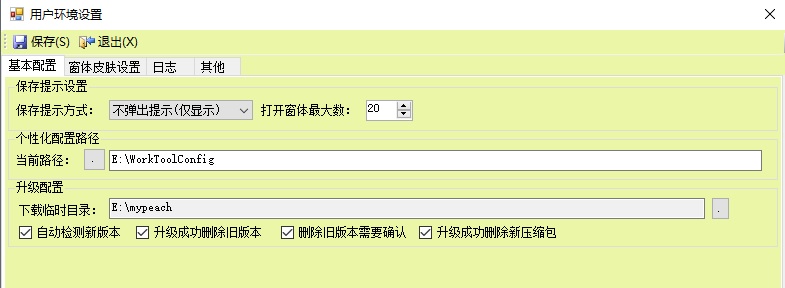 用户环境设置
保存(S) 退出(X)
基本配置 窗体皮肤设置 日志 其他
保存提示设置
保存提示方式： 不弹出提示(仅显示) 打开窗体最大数： 20
个性化配置路径
当前路径： . E:\WorkToolConfig
升级配置
下载临时目录： E:\mypeach .
自动检测新版本 升级成功删除旧版本 删除旧版本需要确认 升级成功删除新压缩包